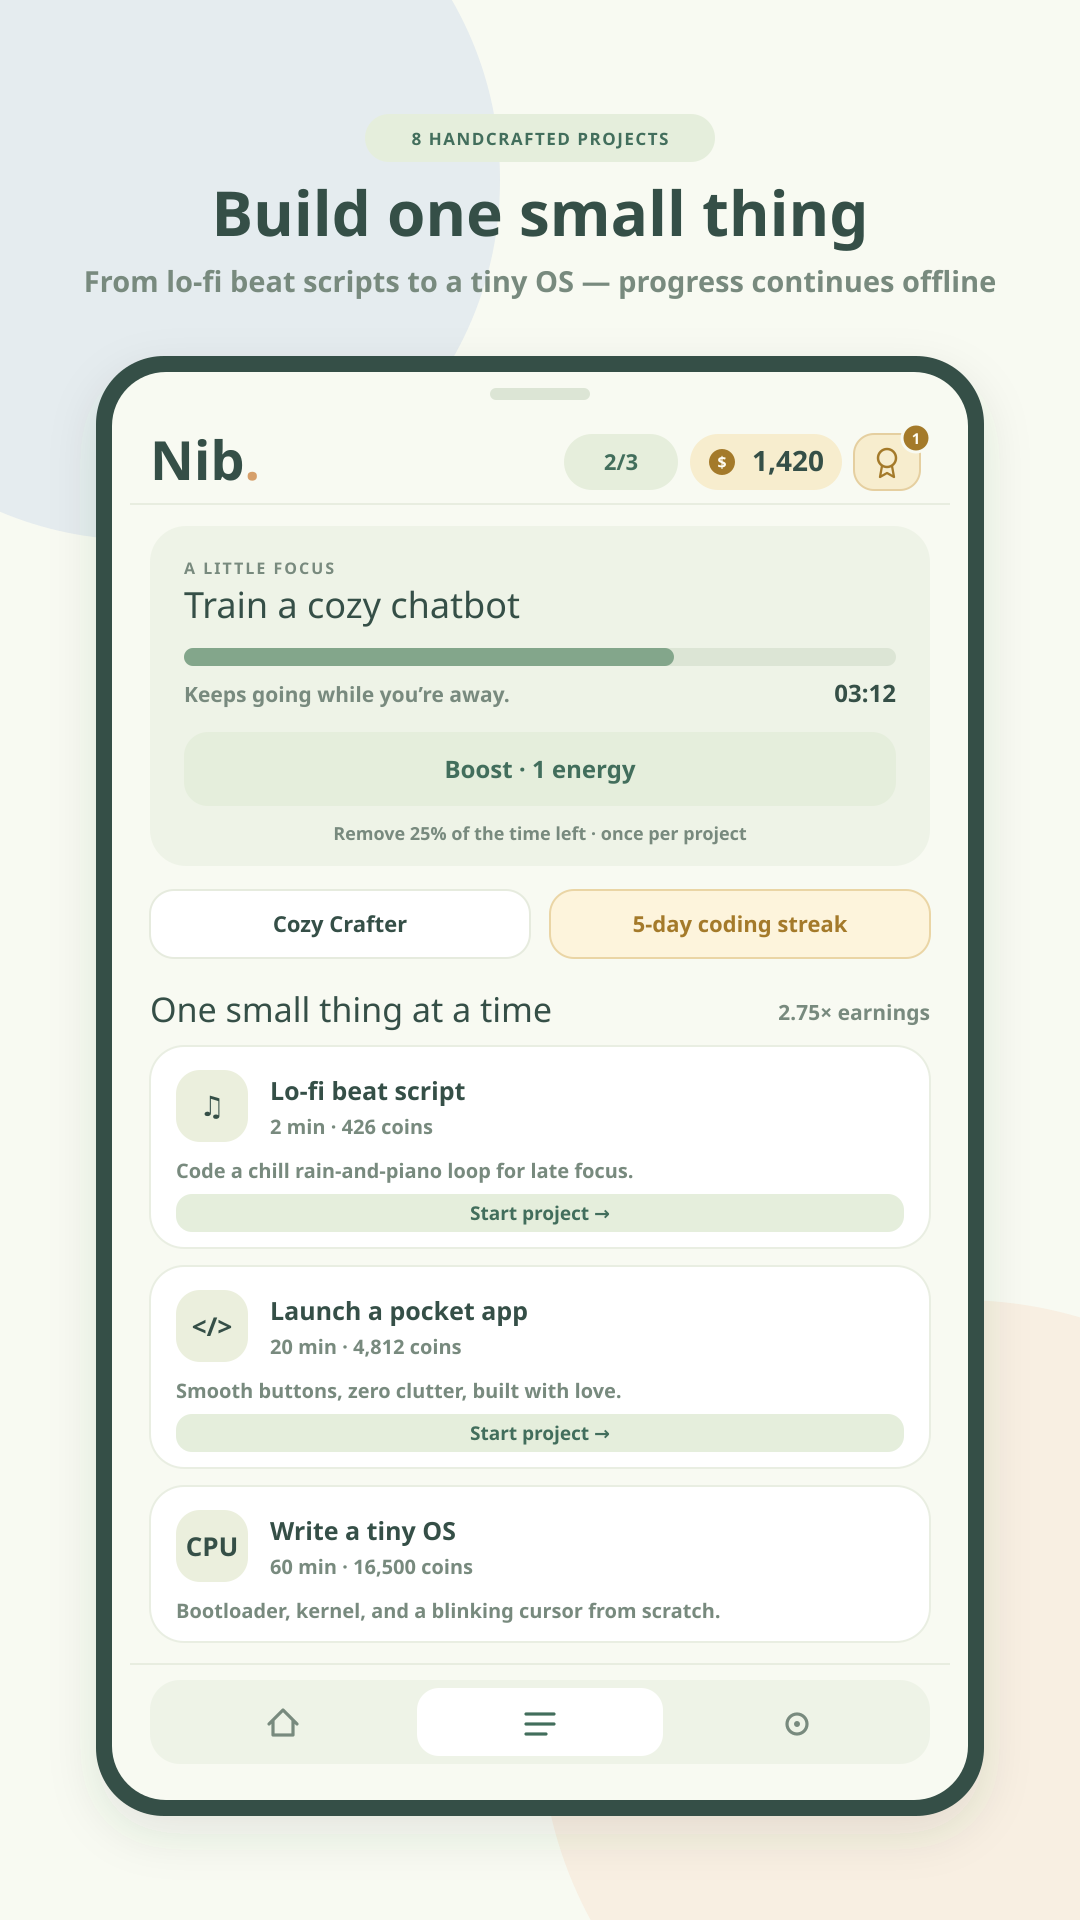 8 HANDCRAFTED PROJECTS
Build one small thing
From lo-fi beat scripts to a tiny OS — progress continues offline
Nib.
2/3
$ 1,420
1
A LITTLE FOCUS
Train a cozy chatbot
Keeps going while you’re away.
03:12
Boost · 1 energy
Remove 25% of the time left · once per project
Cozy Crafter
5-day coding streak
One small thing at a time
2.75× earnings
♫
Lo-fi beat script
2 min · 426 coins
Code a chill rain-and-piano loop for late focus.
Start project →
</>
Launch a pocket app
20 min · 4,812 coins
Smooth buttons, zero clutter, built with love.
Start project →
CPU
Write a tiny OS
60 min · 16,500 coins
Bootloader, kernel, and a blinking cursor from scratch.